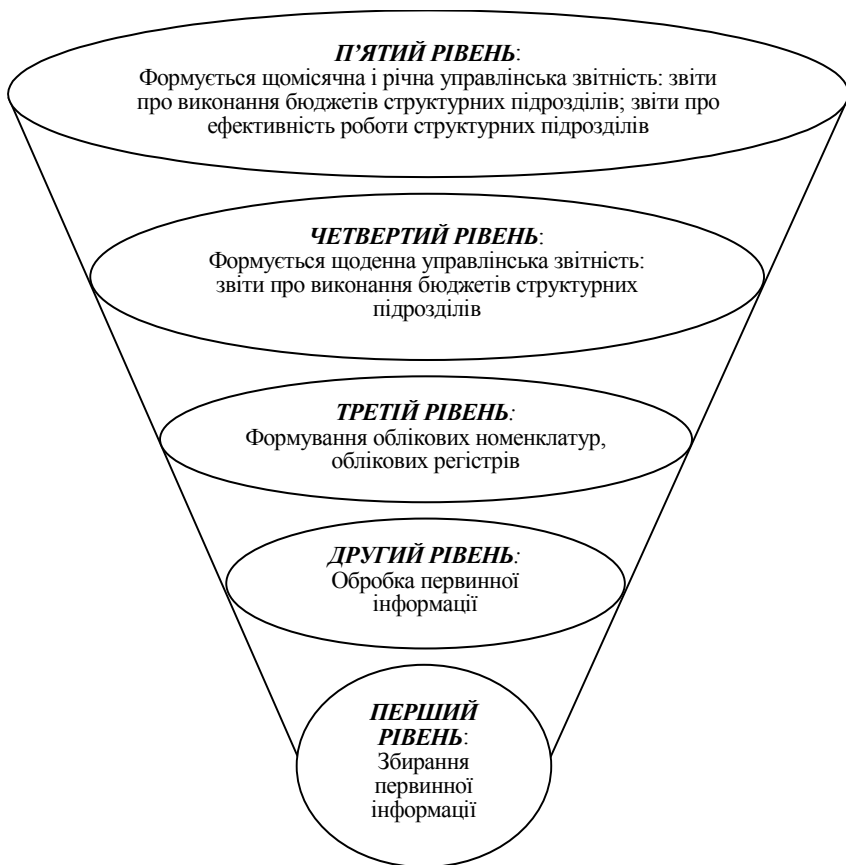 П’ЯТИЙ РІВЕНЬ:
Формується щомісячна і річна управлінська звітність: звіти
про виконання бюджетів структурних підрозділів; звіти про
ефективність роботи структурних підрозділів
ЧЕТВЕРТИЙ РІВЕНЬ:
Формується щоденна управлінська звітність:
звіти про виконання бюджетів структурних
підрозділів
ТРЕТІЙ РІВЕНЬ:
Формування облікових номенклатур,
облікових регістрів
ДРУГИЙ РІВЕНЬ:
Обробка первинної
інформації
ПЕРШИЙ
РІВЕНЬ:
Збирання
первинної
інформації